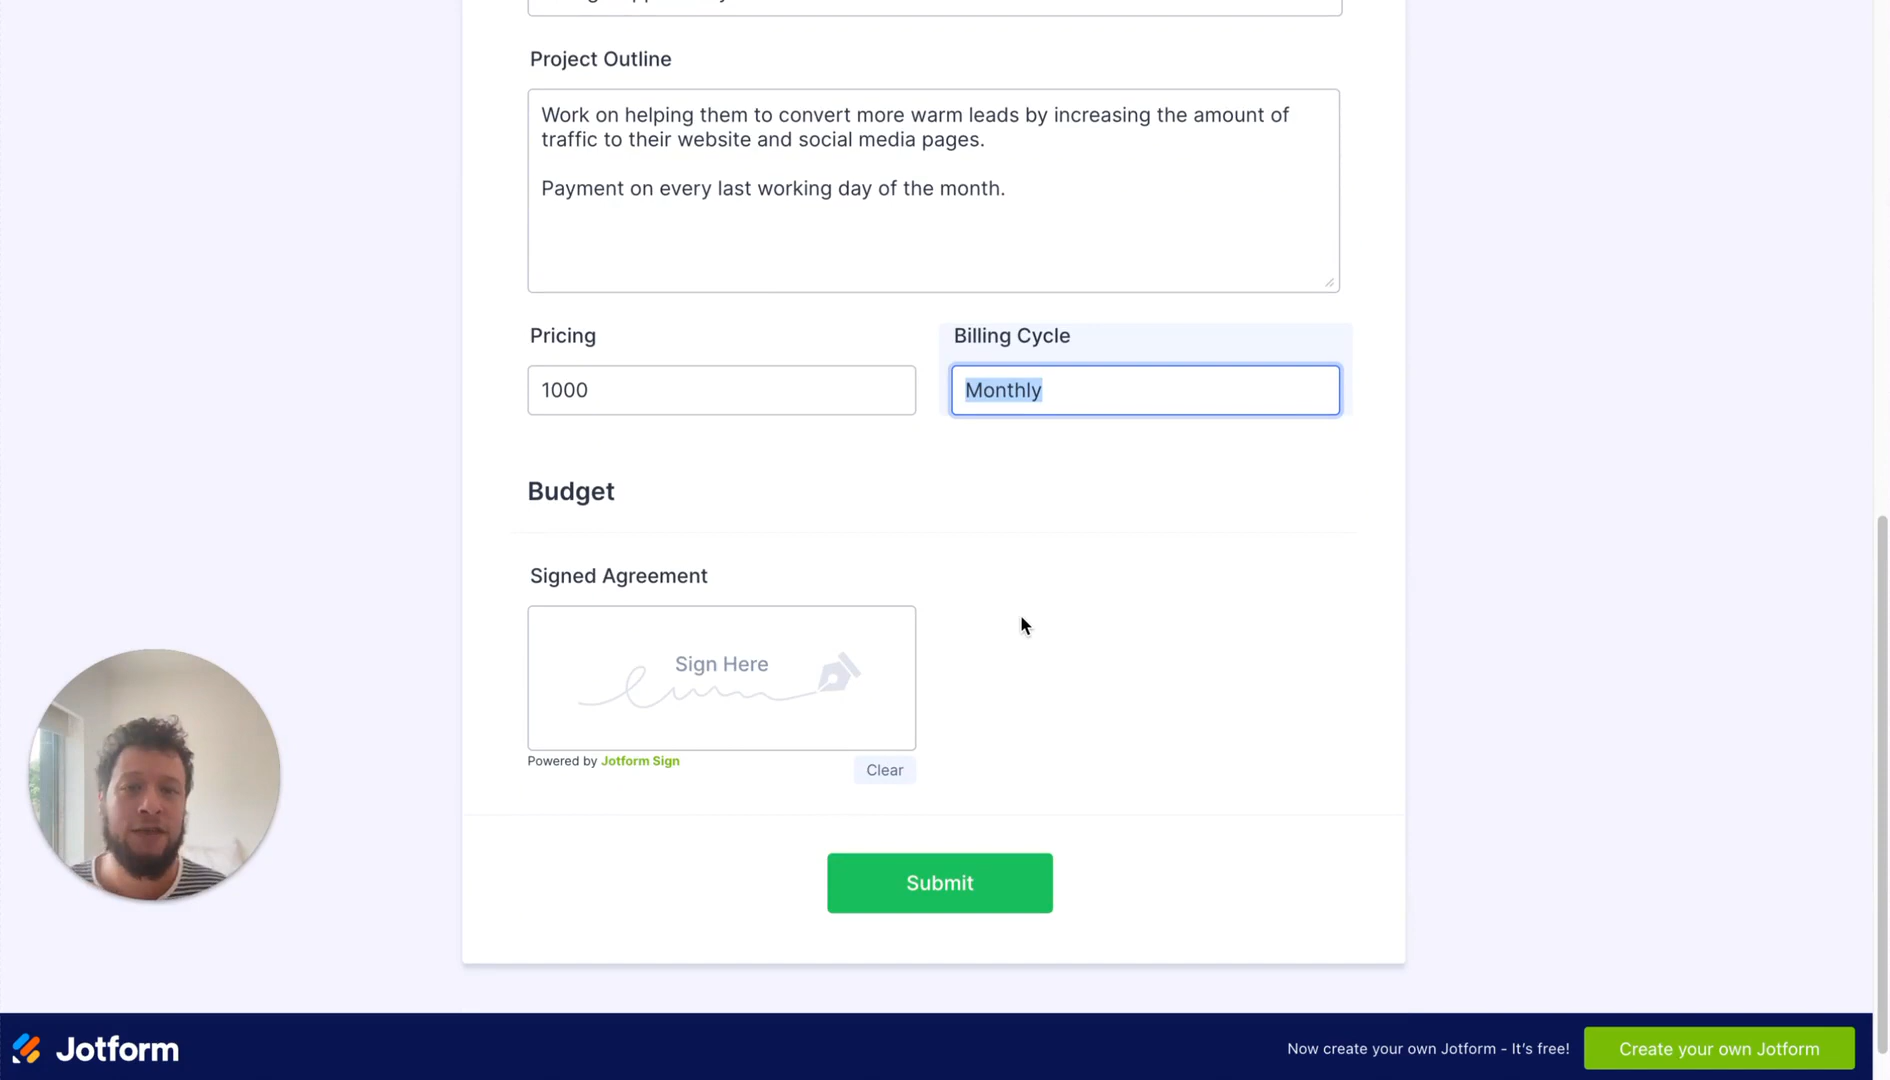 Project Outline
Work on helping them to convert more warm leads by increasing the amount of
traffic to their website and social media pages.
Payment on every last working day of the month.
Pricing
Billing Cycle
1000
Monthly
Budget
Signed Agreement
Sign Here
Powered by Jotform Sign
Clear
Submit
Jotform
Now create your own Jotform - It's free!
Create your own Jotform